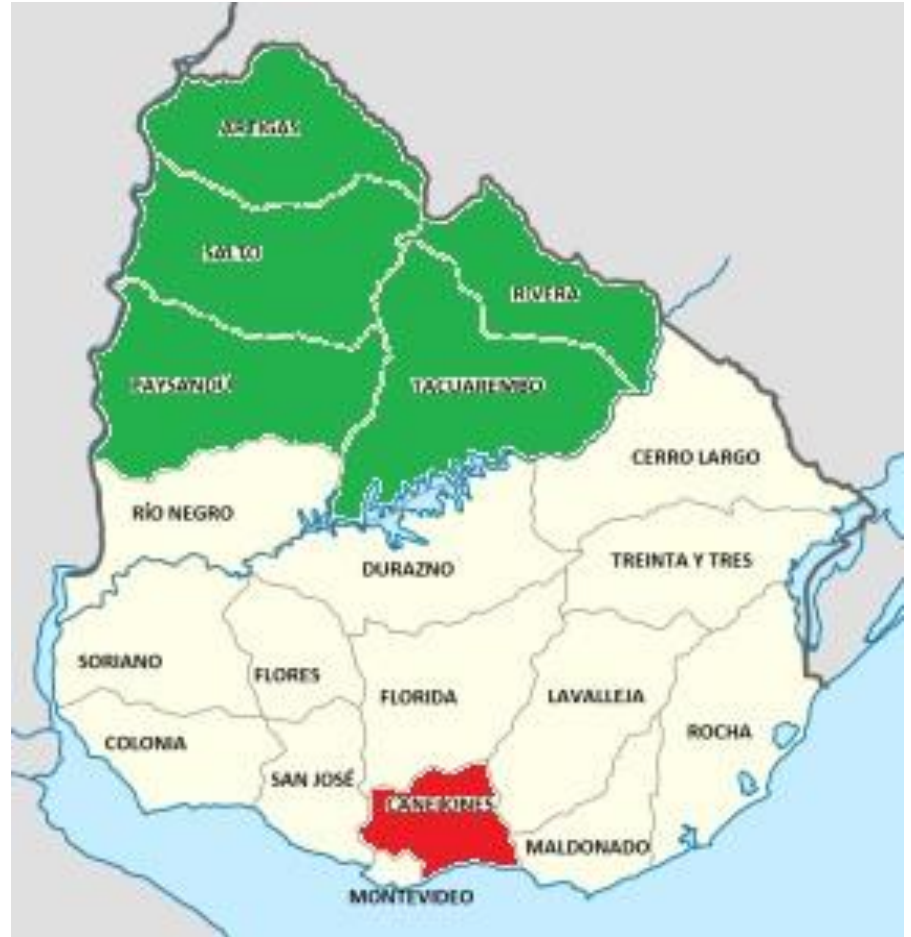 ARTIGAS
SALTO
RIVERA
PAYSANDÚ
TACUAREMBO
CERRO LARGO
RÍO NEGRO
DURAZNO
TREINTA Y TRES
SORIANO
FLORES
FLORIDA
LAVALLEJA
ROCHA
COLONIA
SAN JOSÉ
CANELONES
MALDONADO
MONTEVIDEO